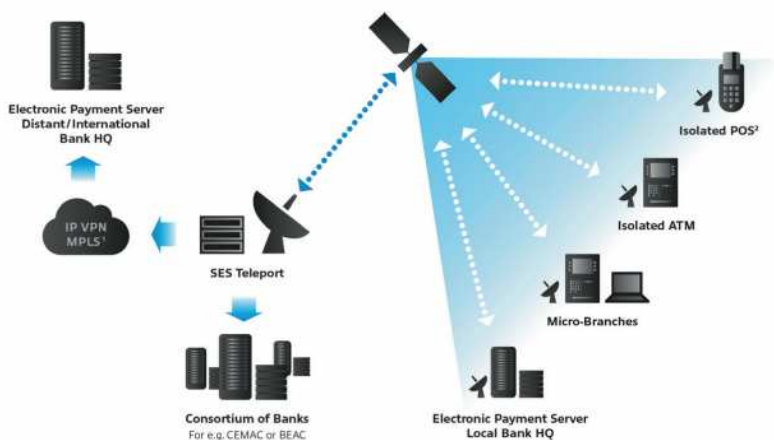 Electronic Payment Server
Distant/International
Bank HQ
IP VPN
MPLS¹
SES Teleport
Consortium of Banks
For e.g. CEMAC or BEAC
Isolated POS²
Isolated ATM
Micro-Branches
Electronic Payment Server
Local Bank HQ